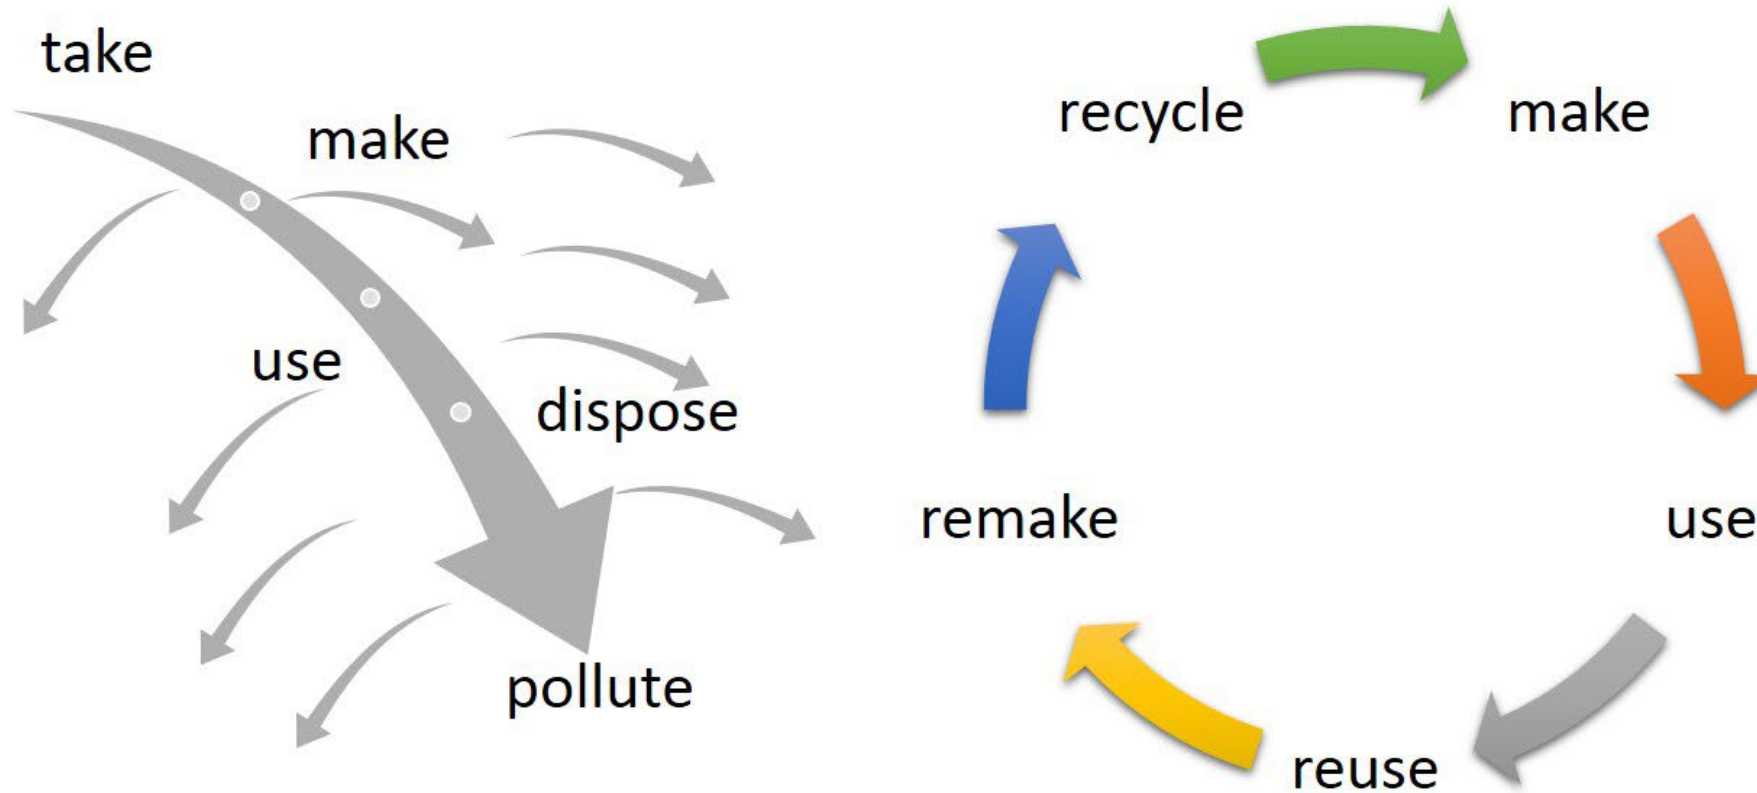 take
make
use
dispose
pollute
recycle
make
use
reuse
remake